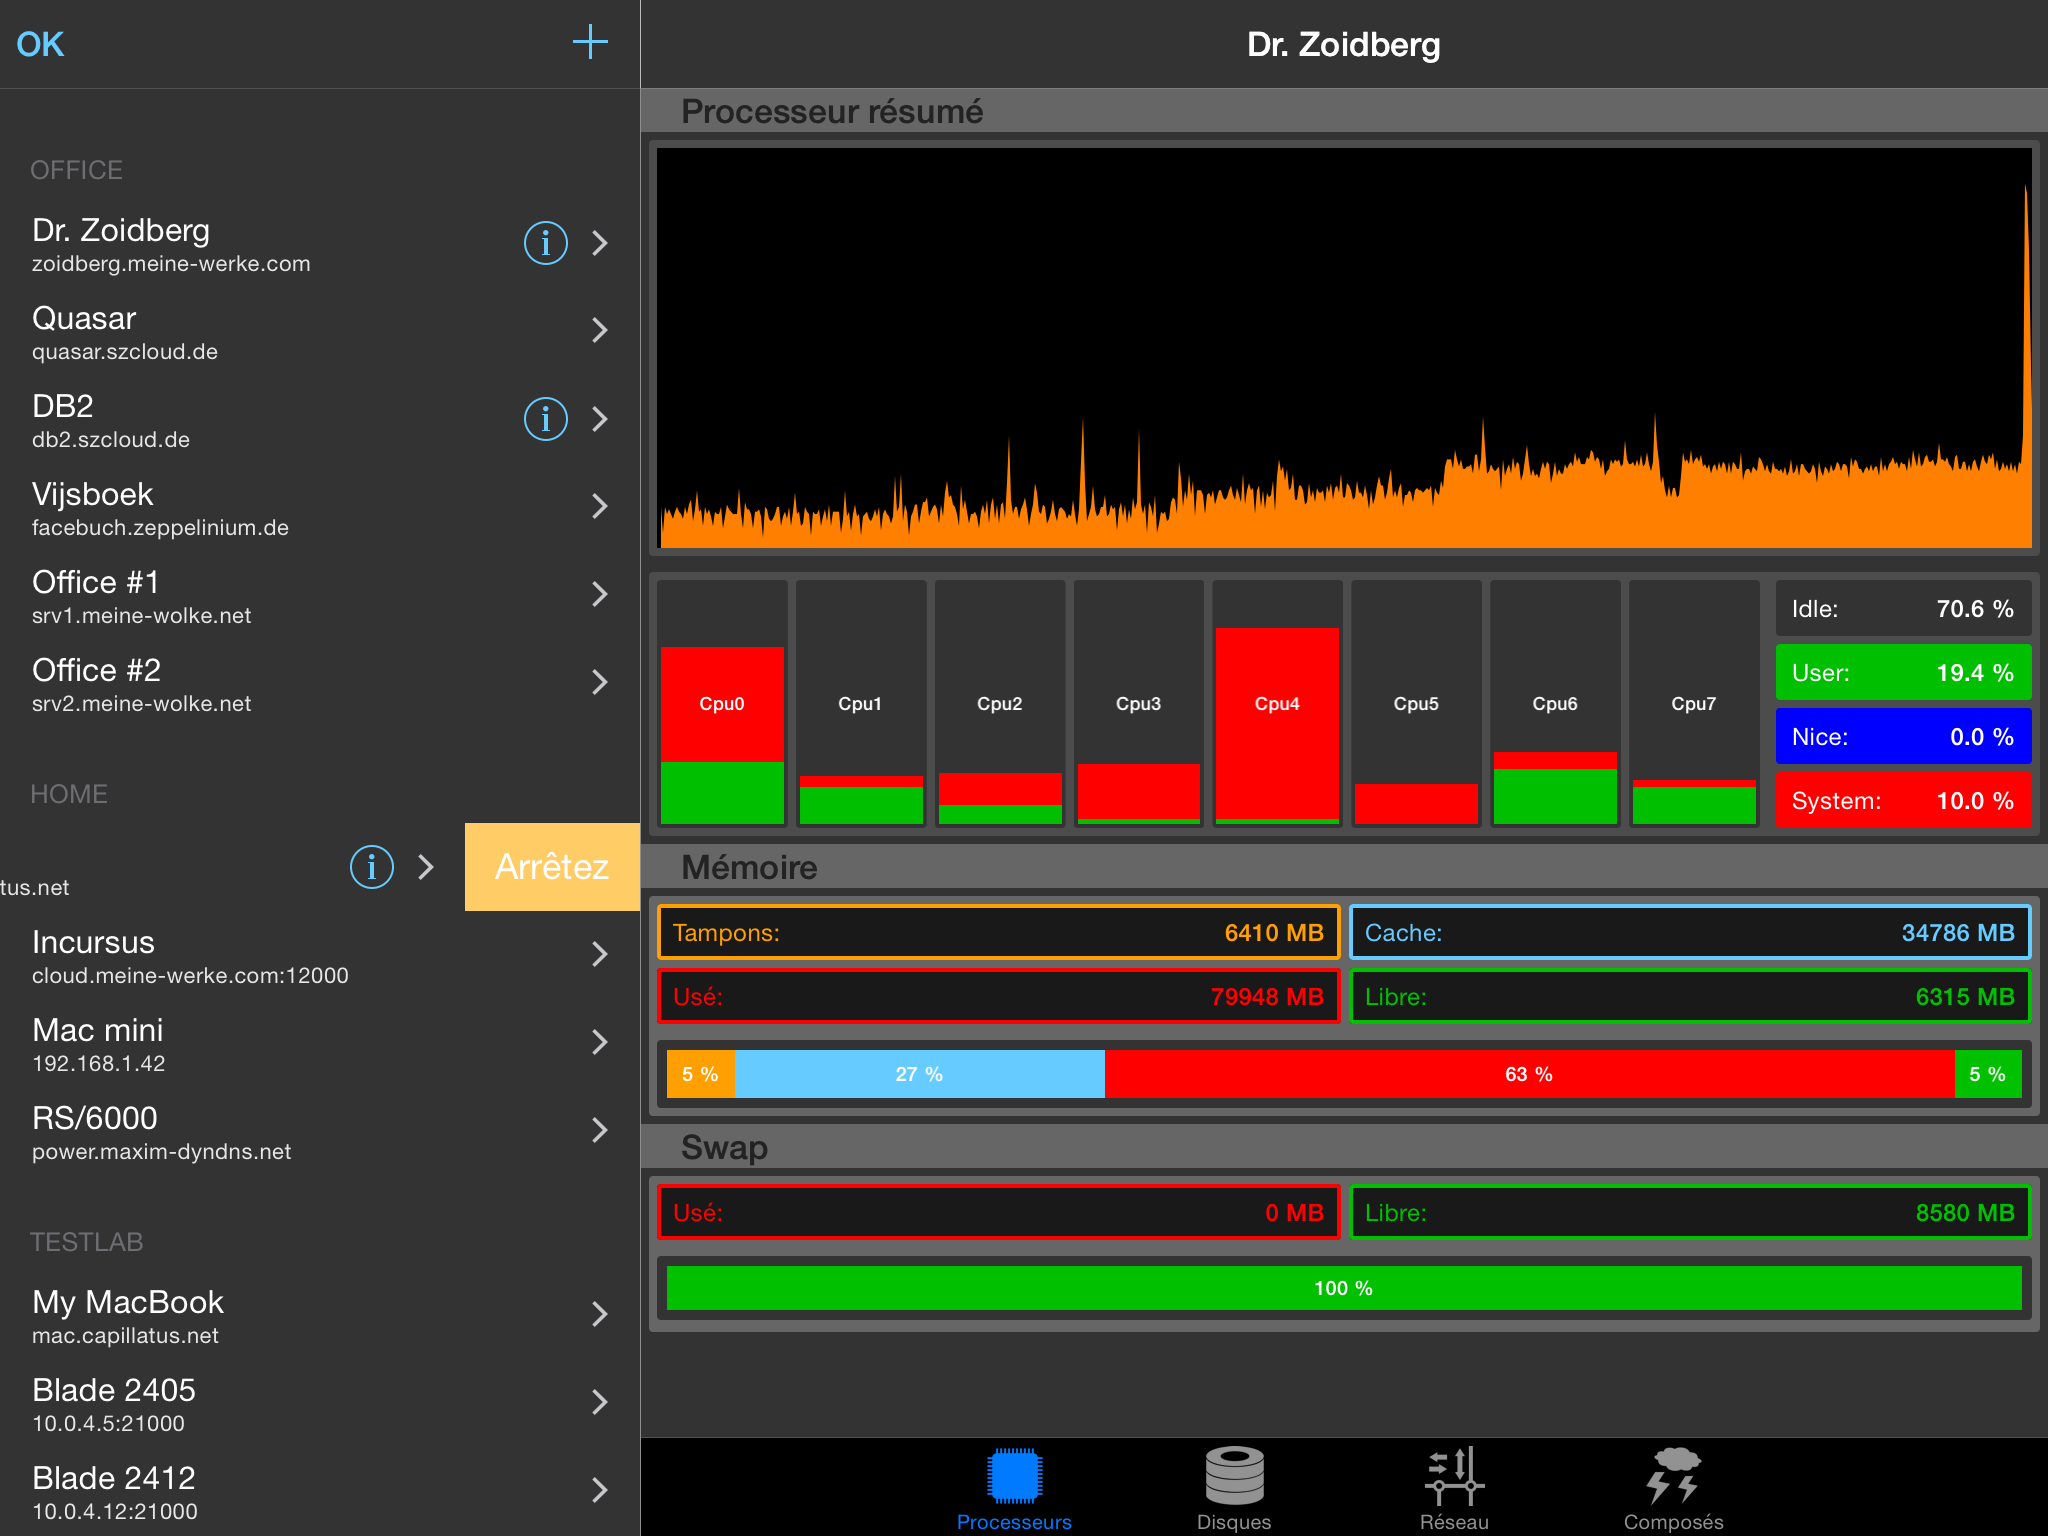 OK
OFFICE
Dr. Zoidberg
zoidberg.meine-werke.com
Quasar
quasar.szcloud.de
DB2
db2.szcloud.de
Vijsboek
facebuch.zeppelinium.de
Office #1
srv1.meine-wolke.net
Office #2
srv2.meine-wolke.net
HOME
tus.net
Arrêtez
Incursus
cloud.meine-werke.com:12000
Mac mini
192.168.1.42
RS/6000
power.maxim-dyndns.net
TESTLAB
My MacBook
mac.capillatus.net
Blade 2405
10.0.4.5:21000
Blade 2412
10.0.4.12:21000
Dr. Zoidberg
Processeur résumé
Cpu0 Cpu1 Cpu2 Cpu3 Cpu4 Cpu5 Cpu6 Cpu7
Idle: 70.6 %
User: 19.4 %
Nice: 0.0 %
System: 10.0 %
Mémoire
Tampons: 6410 MB Cache: 34786 MB
Usé: 79948 MB Libre: 6315 MB
5 % 27 % 63 % 5 %
Swap
Usé: 0 MB Libre: 8580 MB
100 %
Processeurs Disques Réseau Composés